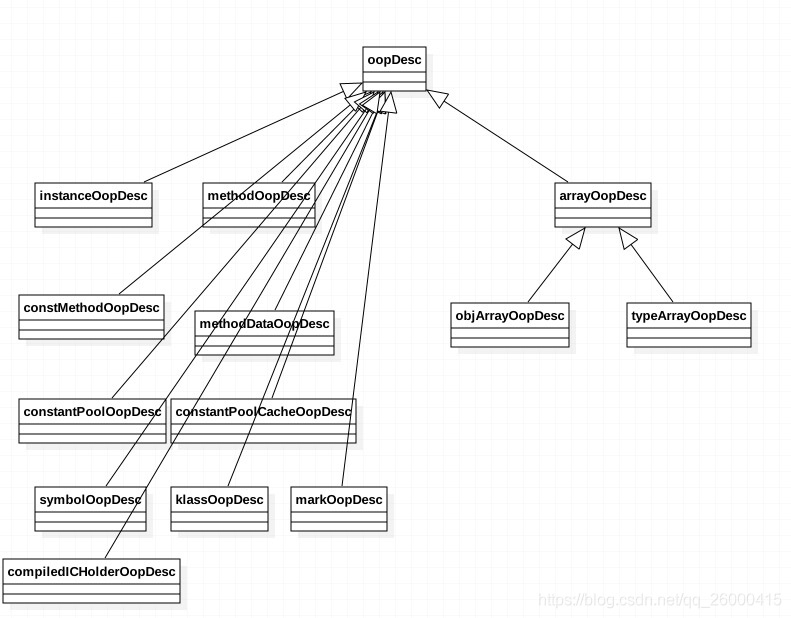 oopDesc
instanceOopDesc
methodOopDesc
arrayOopDesc
constMethodOopDesc
methodDataOopDesc
objArrayOopDesc
typeArrayOopDesc
constantPoolOopDesc
constantPoolCacheOopDesc
symbolOopDesc
klassOopDesc
markOopDesc
compiledICHolderOopDesc
https://blog.csdn.net/qq_26000415